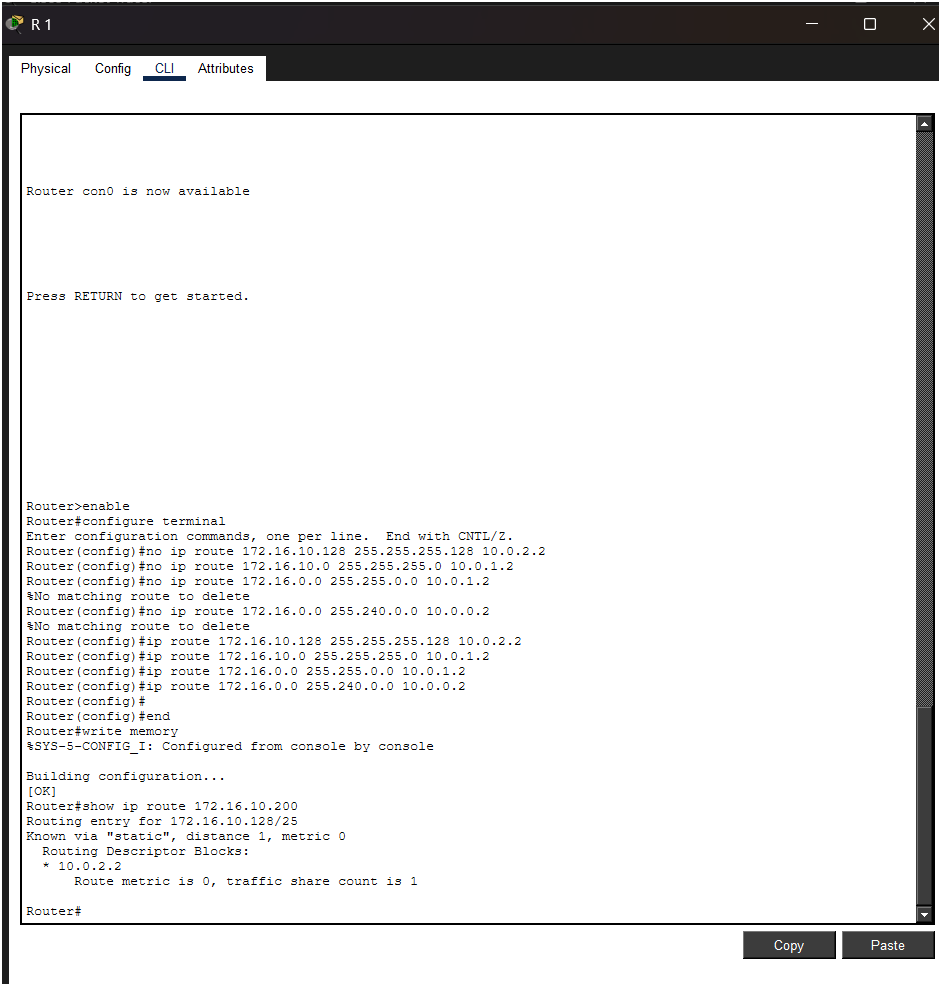 R 1
Physical Config CLI Attributes
Router con0 is now available
Press RETURN to get started.
Router>enable
Router#configure terminal
Enter configuration commands, one per line.  End with CNTL/Z.
Router(config)#no ip route 172.16.10.128 255.255.255.128 10.0.2.2
Router(config)#no ip route 172.16.10.0 255.255.255.0 10.0.1.2
Router(config)#no ip route 172.16.0.0 255.255.0.0 10.0.1.2
%No matching route to delete
Router(config)#no ip route 172.16.0.0 255.240.0.0 10.0.0.2
%No matching route to delete
Router(config)#ip route 172.16.10.128 255.255.255.128 10.0.2.2
Router(config)#ip route 172.16.10.0 255.255.255.0 10.0.1.2
Router(config)#ip route 172.16.0.0 255.255.0.0 10.0.1.2
Router(config)#ip route 172.16.0.0 255.240.0.0 10.0.0.2
Router(config)#
Router(config)#end
Router#write memory
%SYS-5-CONFIG_I: Configured from console by console
Building configuration...
[OK]
Router#show ip route 172.16.10.200
Routing entry for 172.16.10.128/25
Known via "static", distance 1, metric 0
  Routing Descriptor Blocks:
  * 10.0.2.2
      Route metric is 0, traffic share count is 1
Router#
Copy Paste